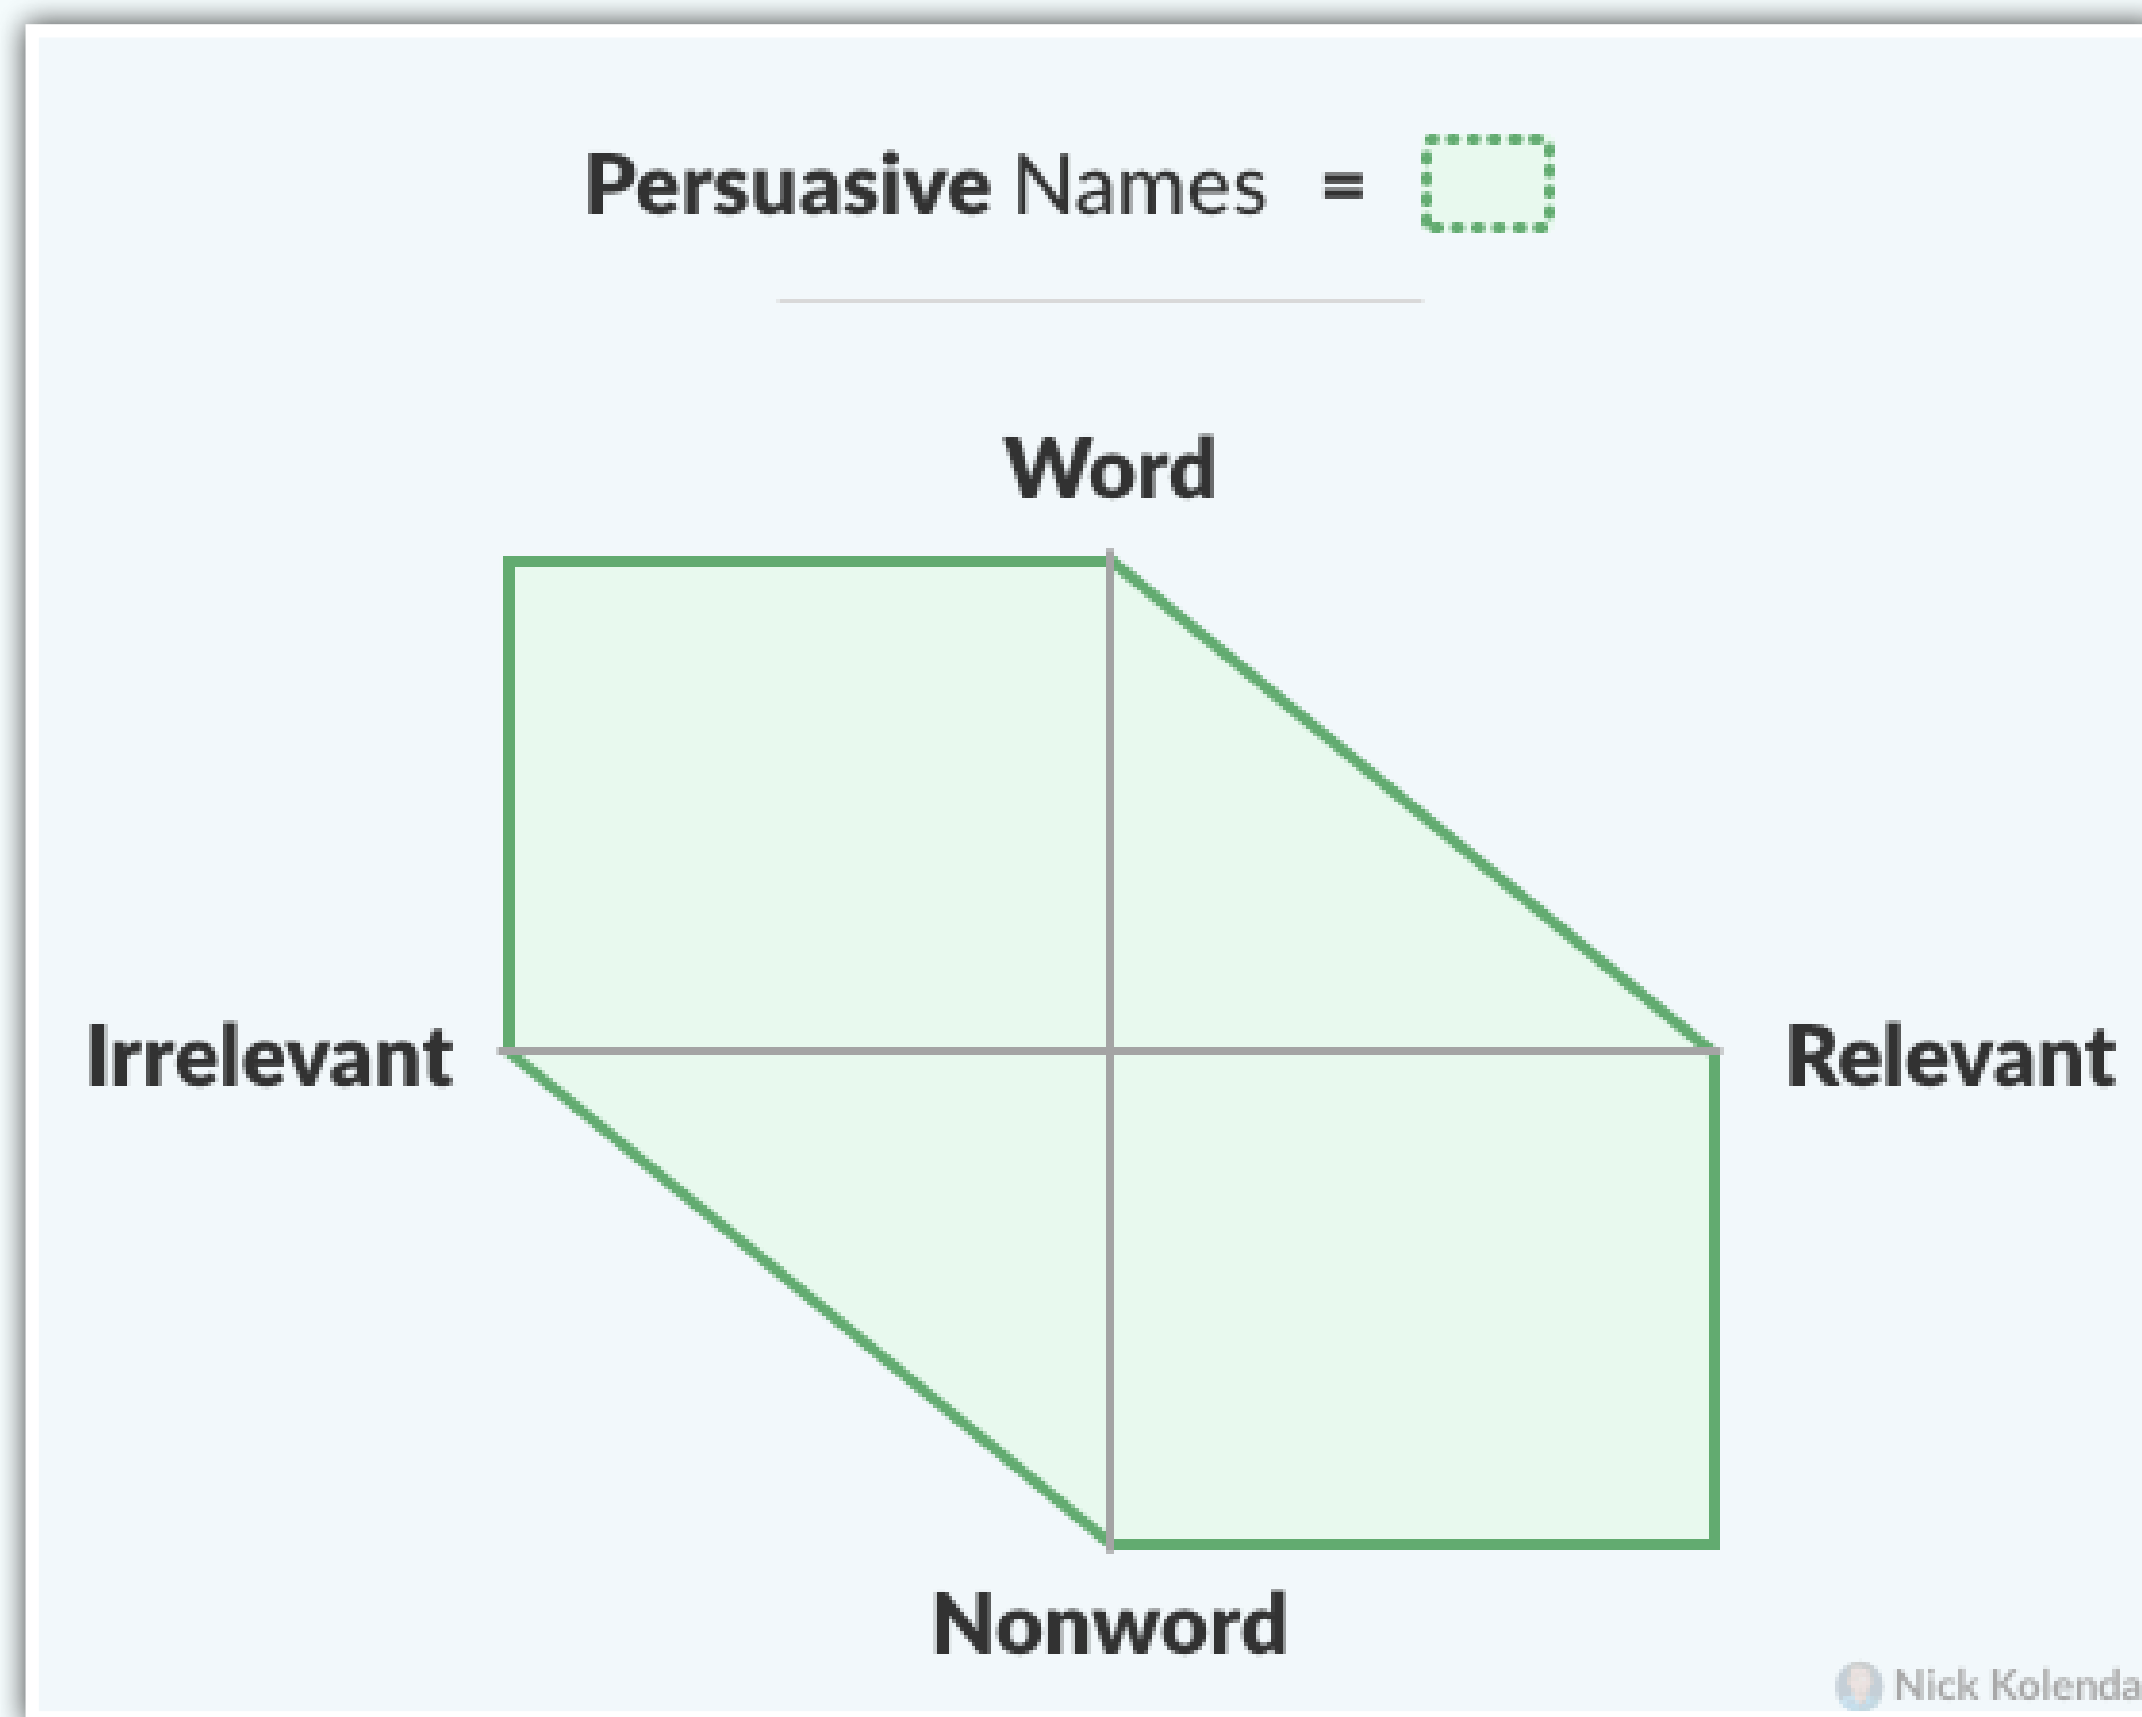 Persuasive Names =
Word
Irrelevant
Relevant
Nonword
Nick Kolenda